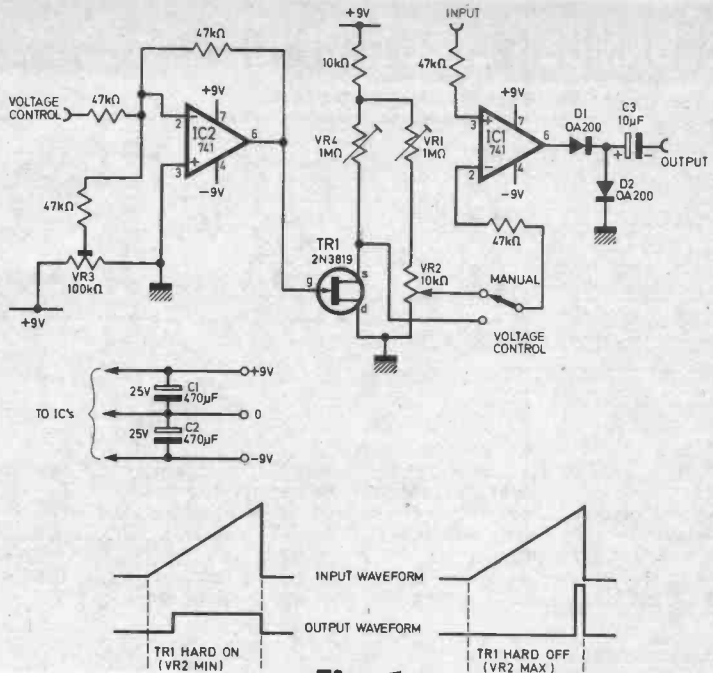 +9V
INPUT
47kΩ
10kΩ
47kΩ
+9V
VOLTAGE
CONTROL
47kΩ
2
−
IC2
741
7
6
3
+
4
−9V
VR4
1MΩ
VR1
1MΩ
3
+
+9V
7
IC1
741
6
2
−
4
−9V
D1
OA200
C3
10µF
+
−
OUTPUT
D2
OA200
47kΩ
47kΩ
TR1
2N3819
g
s
d
VR2
10kΩ
MANUAL
VOLTAGE
CONTROL
VR3
100kΩ
+9V
TO IC's
+9V
25V
C1
470µF
0
25V
C2
470µF
-9V
INPUT WAVEFORM
OUTPUT WAVEFORM
TR1 HARD ON
(VR2 MIN)
TR1 HARD OFF
(VR2 MAX)